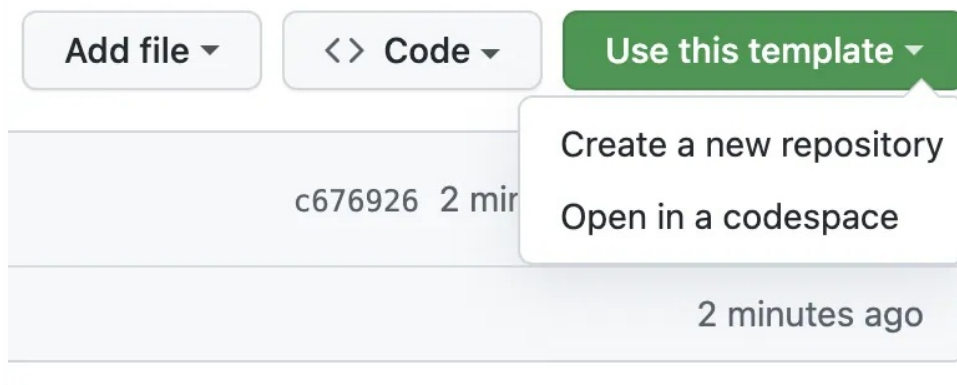 Add file
<> Code
Use this template
Create a new repository
c676926 2
Open in a codespace
2 minutes ago